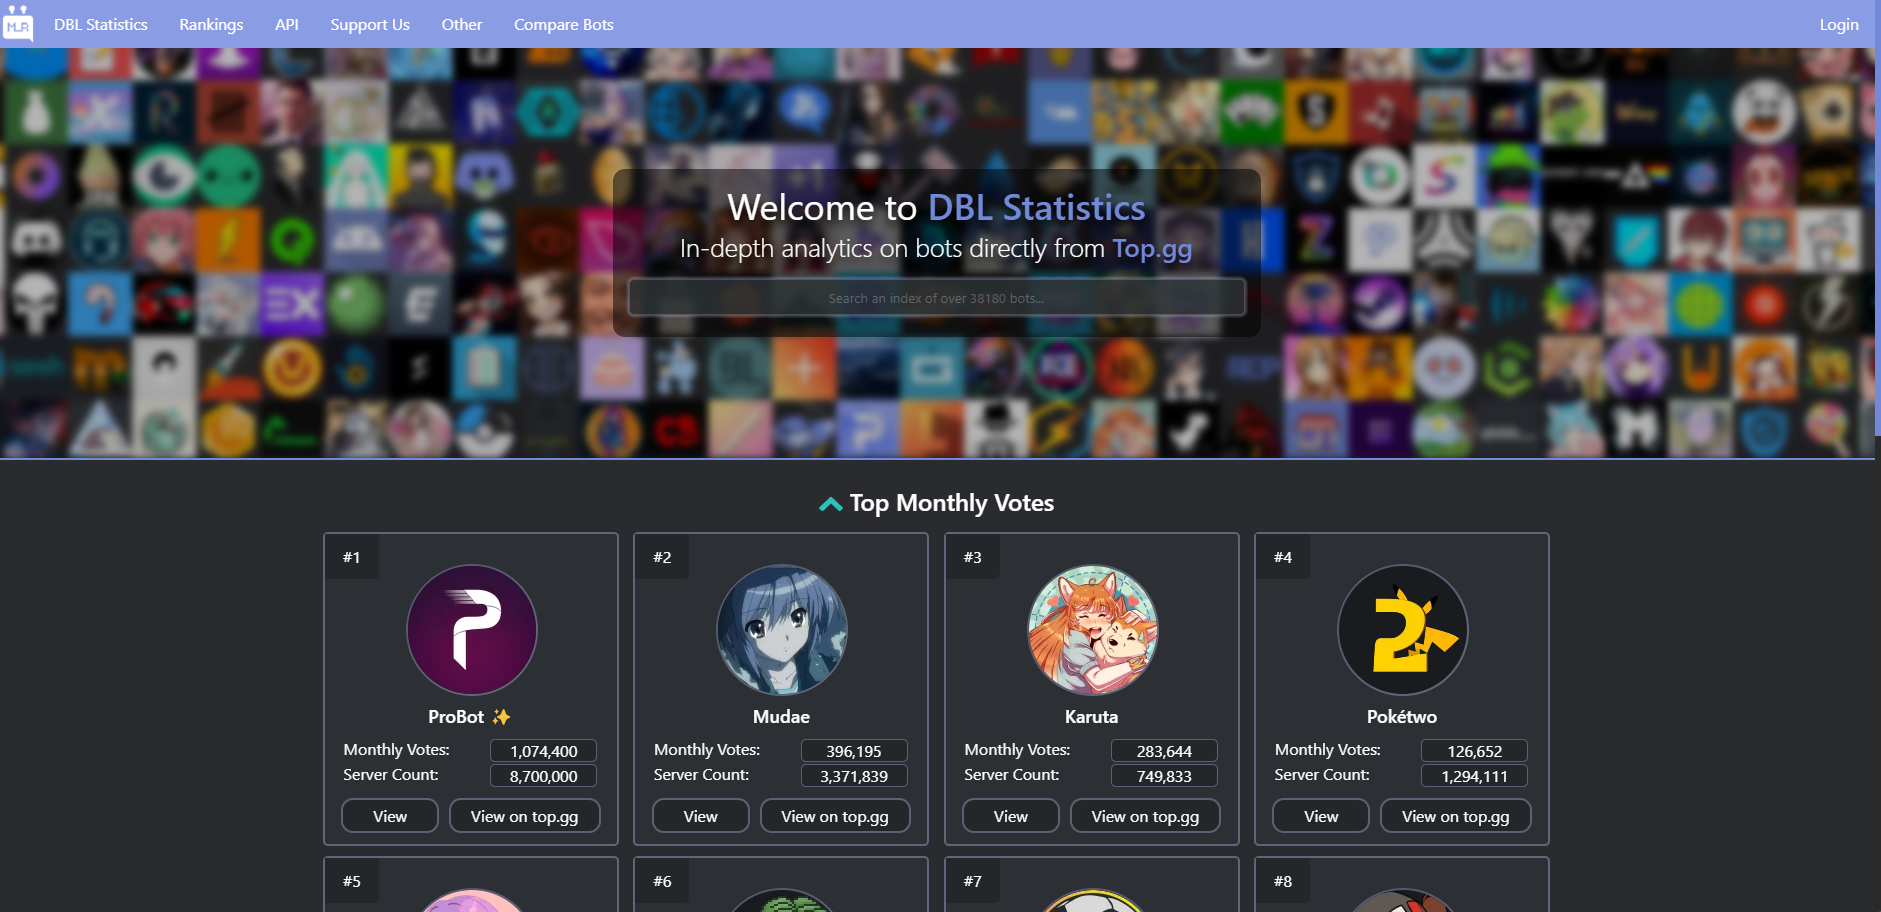 MLR DBL Statistics Rankings API Support Us Other Compare Bots Login
Welcome to DBL Statistics
In-depth analytics on bots directly from Top.gg
Search an index of over 38180 bots...
Top Monthly Votes
#1
ProBot ✨
Monthly Votes: 1,074,400
Server Count: 8,700,000
View View on top.gg
#2
Mudae
Monthly Votes: 396,195
Server Count: 3,371,839
View View on top.gg
#3
Karuta
Monthly Votes: 283,644
Server Count: 749,833
View View on top.gg
#4
Pokétwo
Monthly Votes: 126,652
Server Count: 1,294,111
View View on top.gg
#5
#6
#7
#8